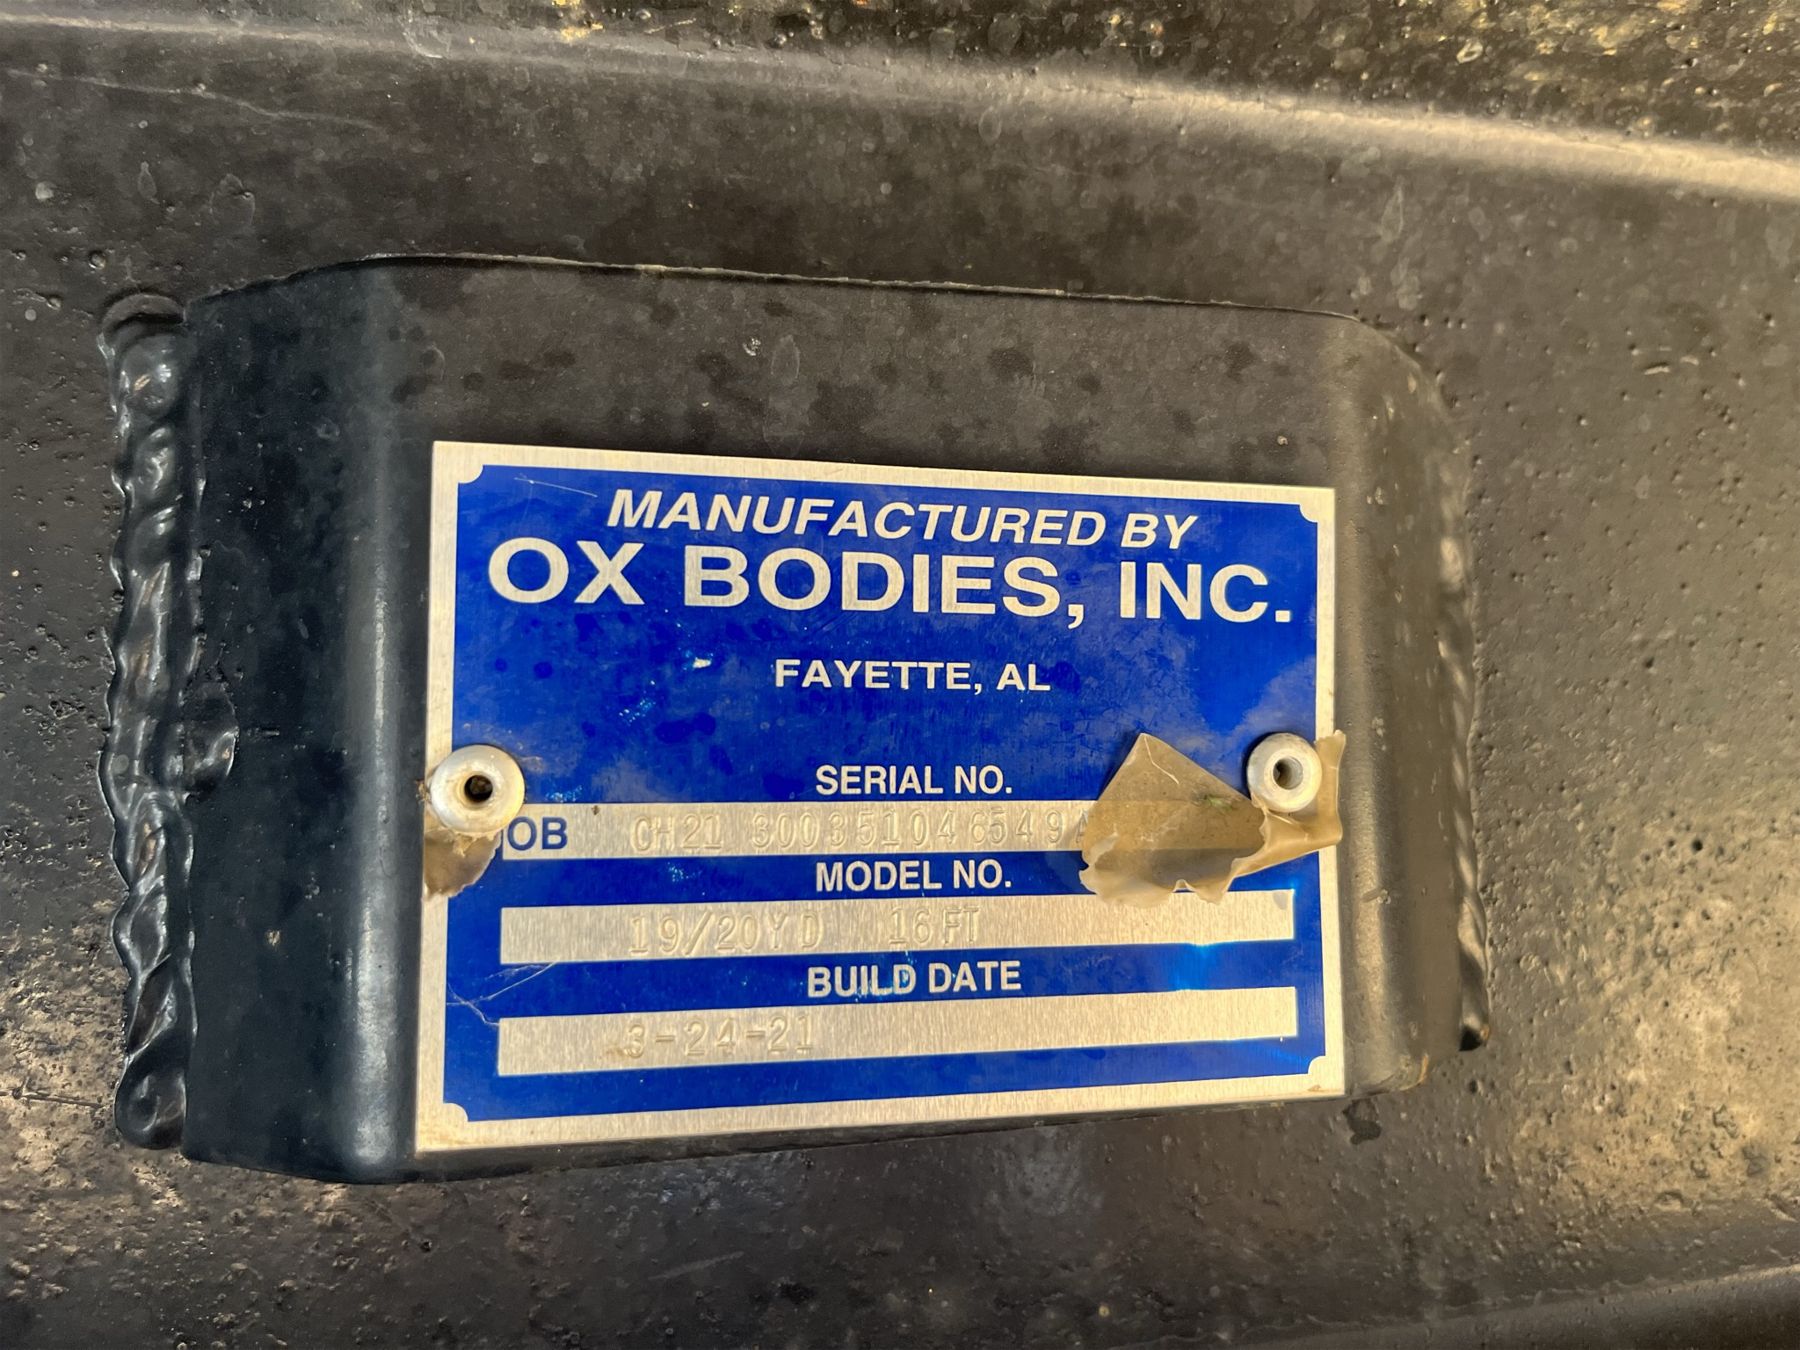 MANUFACTURED BY
OX BODIES, INC.
FAYETTE, AL
SERIAL NO.
OB CH21 300351046549
MODEL NO.
19/20YD 16FT
BUILD DATE
3-24-21